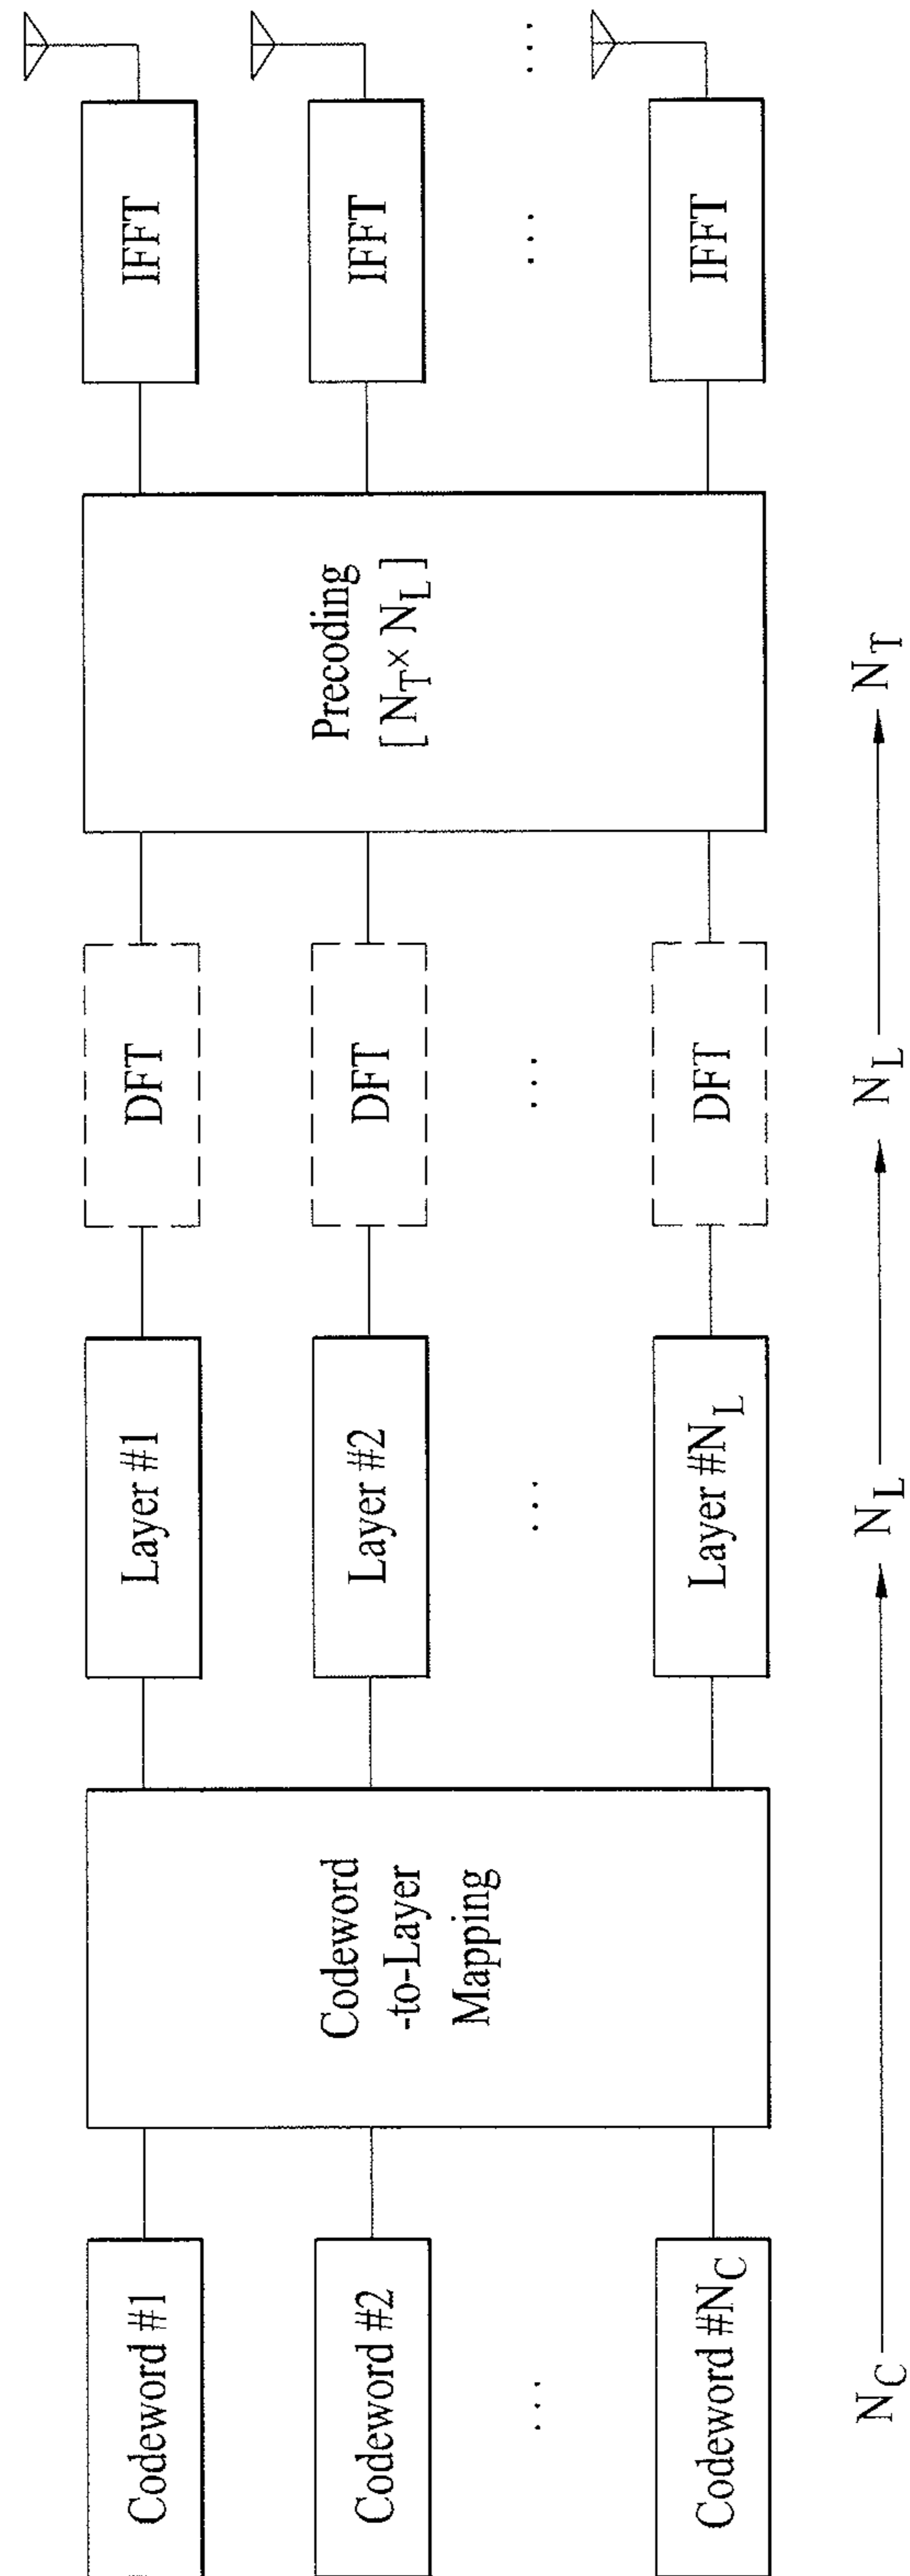 Codeword #1
Codeword #2
...
Codeword #N_C
Codeword
-to-Layer
Mapping
Layer #1
Layer #2
...
Layer #N_L
DFT
DFT
...
DFT
Precoding
[ N_T × N_L ]
IFFT
IFFT
...
IFFT
...
N_C → N_L → N_L → N_T